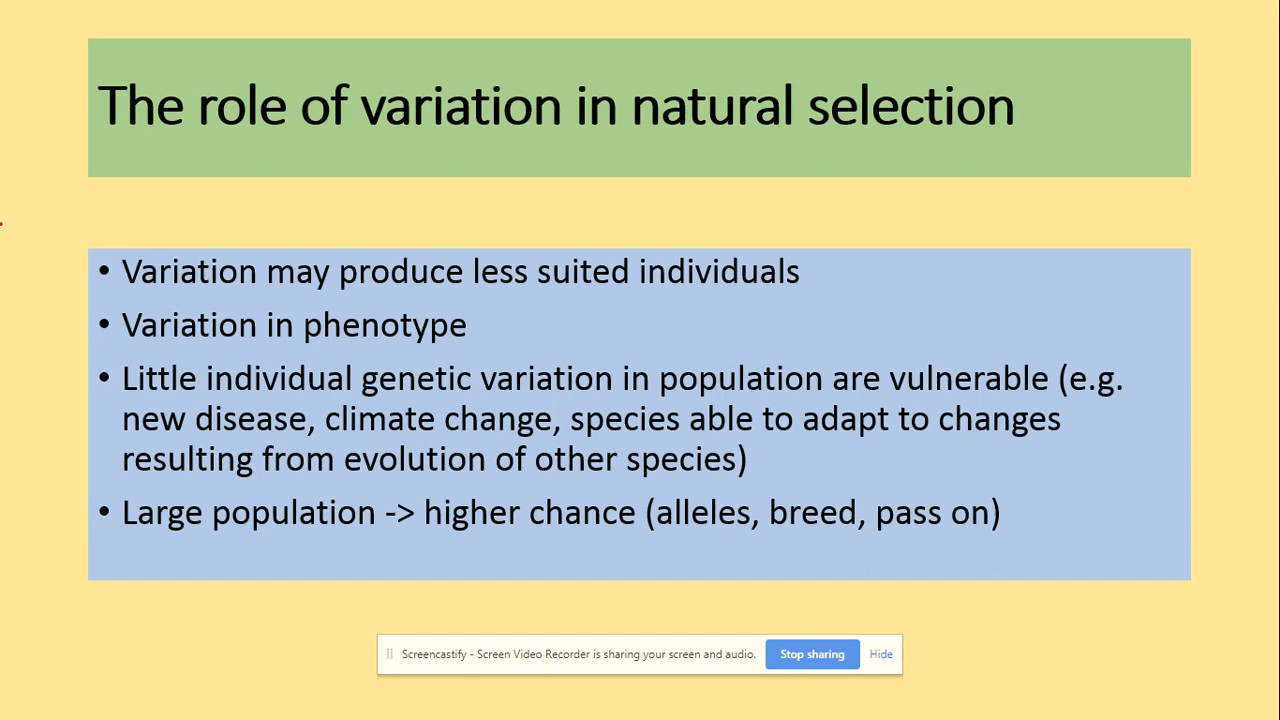 The role of variation in natural selection
• Variation may produce less suited individuals
• Variation in phenotype
• Little individual genetic variation in population are vulnerable (e.g.
new disease, climate change, species able to adapt to changes
resulting from evolution of other species)
• Large population -> higher chance (alleles, breed, pass on)
Screencastify - Screen Video Recorder is sharing your screen and audio. Stop sharing Hide